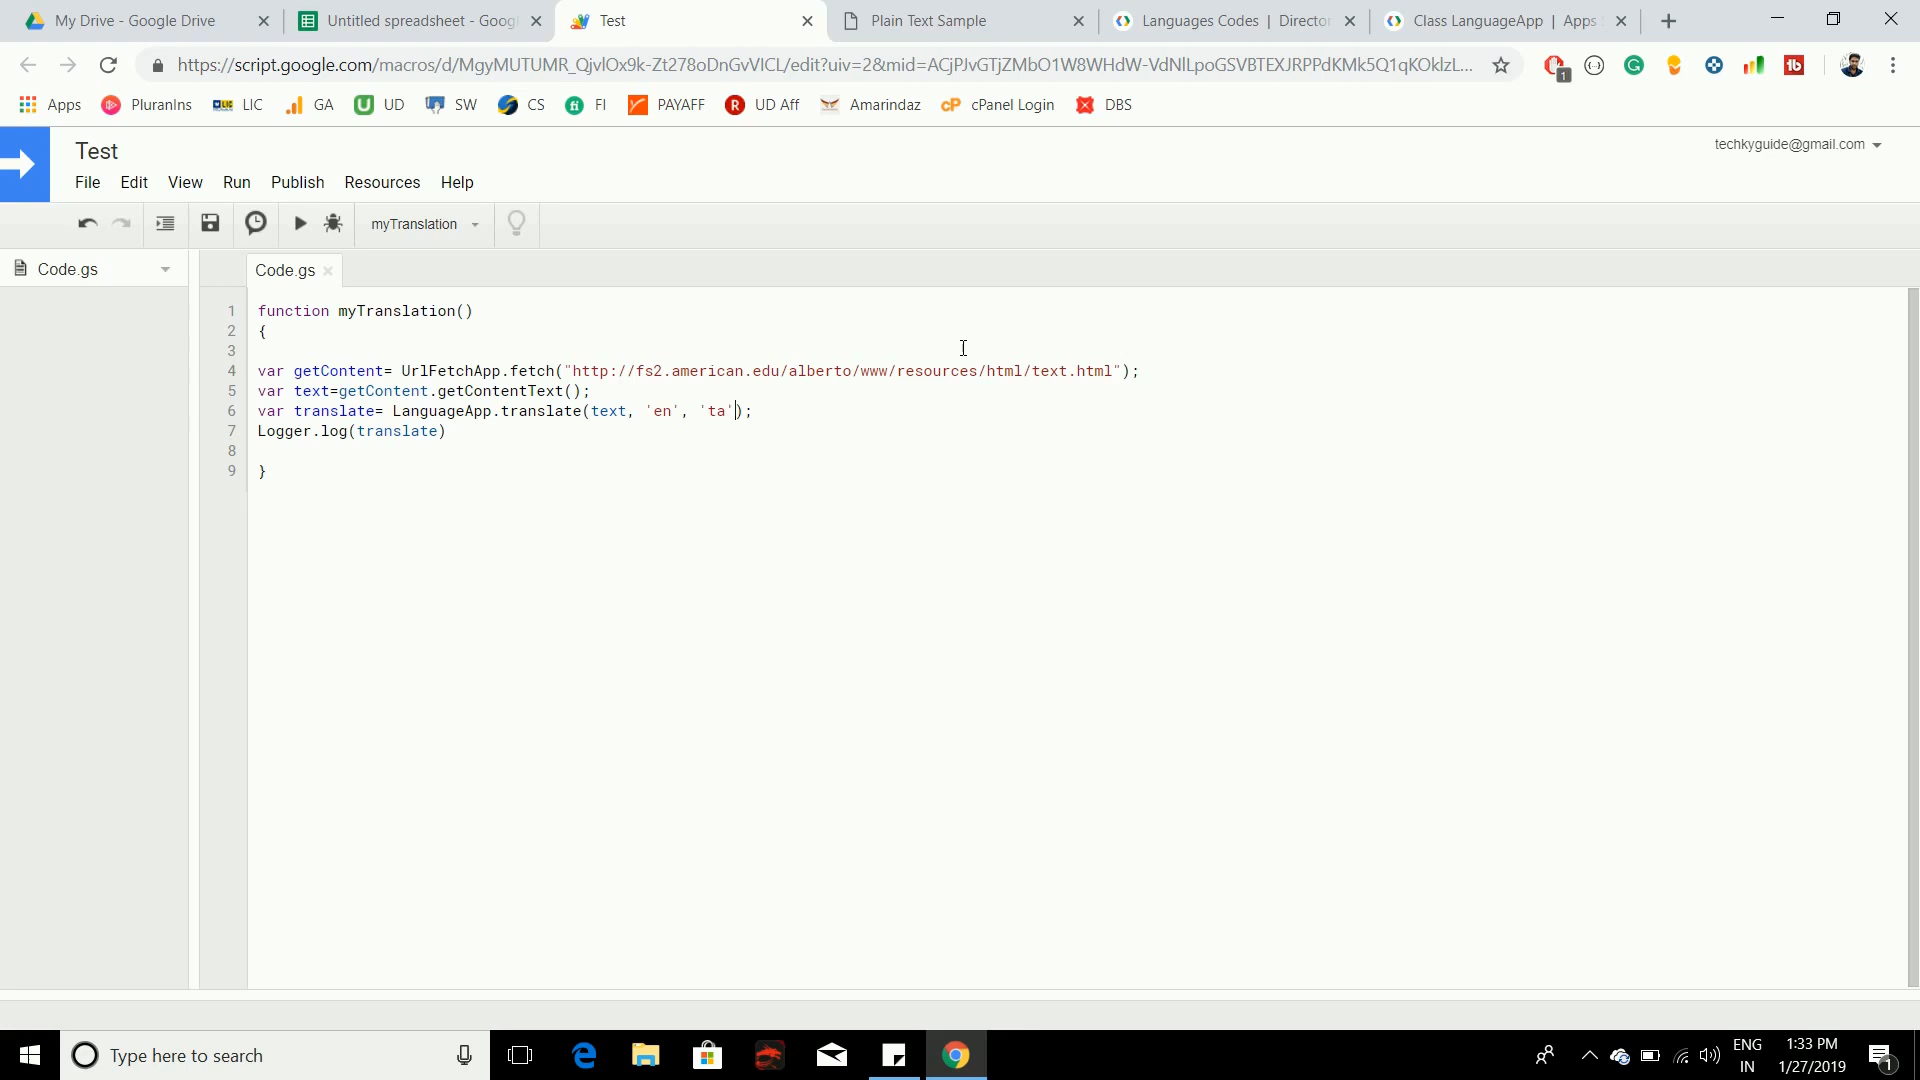 My Drive - Google Drive
Untitled spreadsheet - Goog
Test
Plain Text Sample
Languages Codes | Director
Class LanguageApp | Apps
https://script.google.com/macros/d/MgyMUTUMR_QjvlOx9k-Zt278oDnGvVICL/edit?uiv=2&mid=ACjPJvGTjZMbO1W8WHdW-VdNlLpoGSVBTEXJRPPdKMk5Q1qKOklzL...
1
Apps
PluranIns
LIC
GA
UD
SW
CS
FI
PAYAFF
UD Aff
Amarindaz
cPanel Login
DBS
Test
techkyguide@gmail.com
File Edit View Run Publish Resources Help
myTranslation
Code.gs
Code.gs
1 function myTranslation()
2 {
3
4 var getContent= UrlFetchApp.fetch("http://fs2.american.edu/alberto/www/resources/html/text.html");
5 var text=getContent.getContentText();
6 var translate= LanguageApp.translate(text, 'en', 'ta');
7 Logger.log(translate)
8
9 }
Type here to search
ENG
IN
1:33 PM
1/27/2019
1